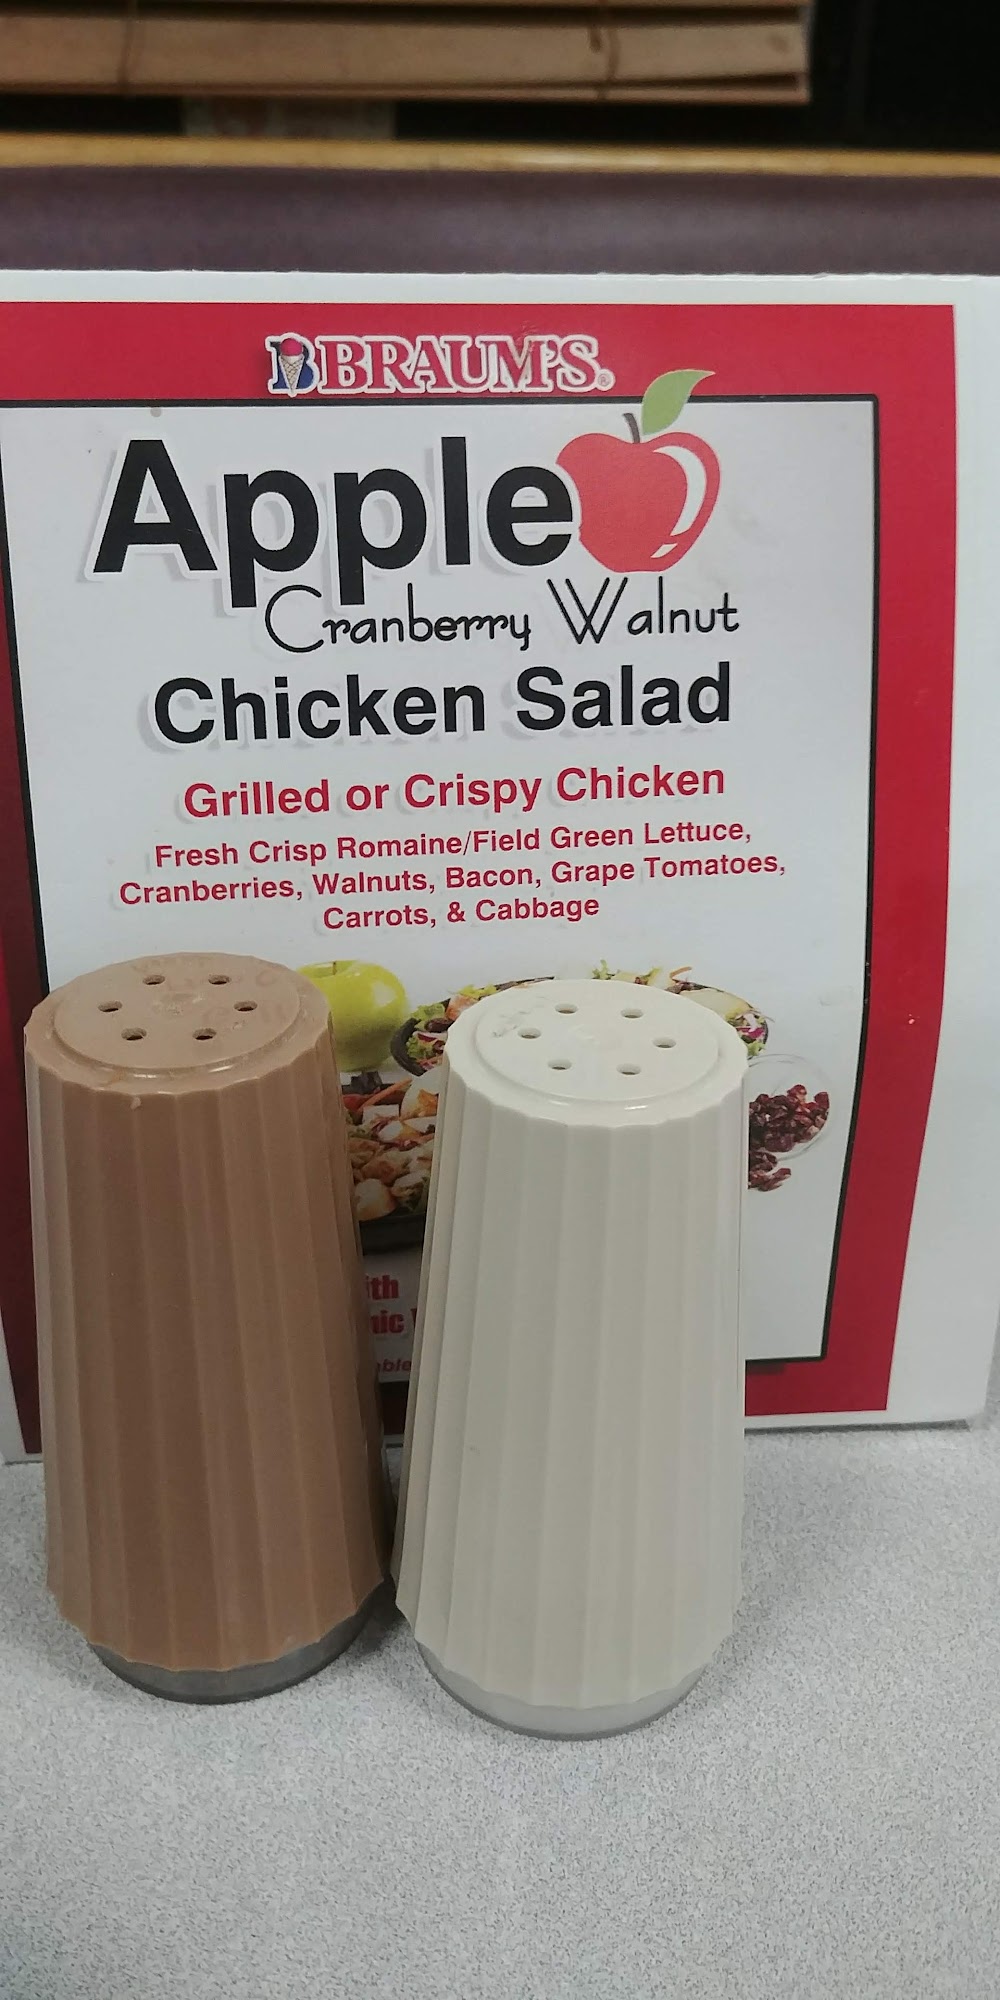 BRAUM'S®
Apple
Cranberry Walnut
Chicken Salad
Grilled or Crispy Chicken
Fresh Crisp Romaine/Field Green Lettuce,
Cranberries, Walnuts, Bacon, Grape Tomatoes,
Carrots, & Cabbage